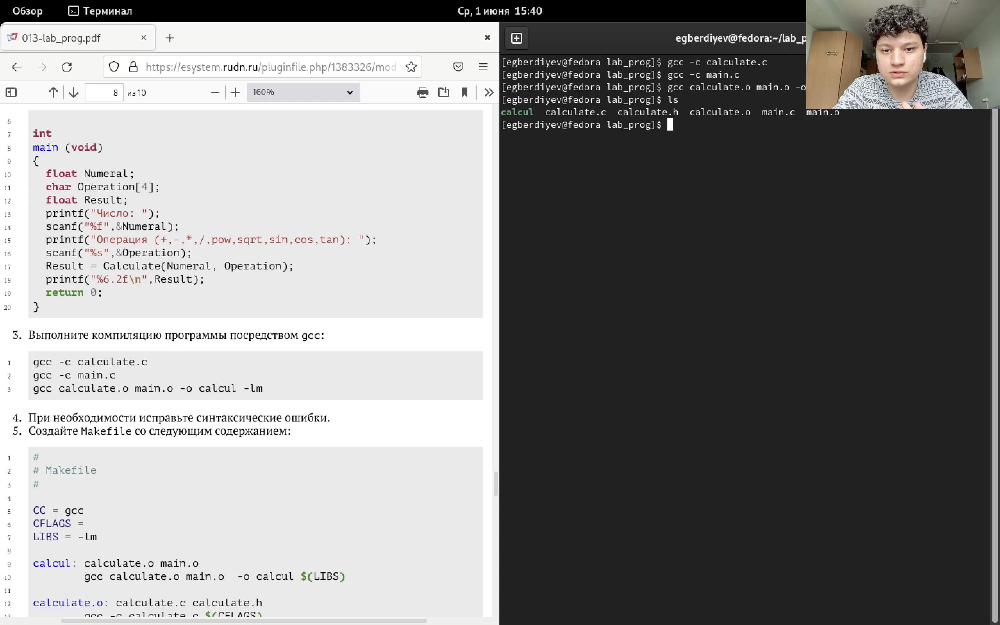 Обзор
Терминал
Ср, 1 июня 15:40
013-lab_prog.pdf
https://esystem.rudn.ru/pluginfile.php/1383326/mod_
8 из 10
160%
6
7 int
8 main (void)
9 {
10 float Numeral;
11 char Operation[4];
12 float Result;
13 printf("Число: ");
14 scanf("%f",&Numeral);
15 printf("Операция (+,-,*,/,pow,sqrt,sin,cos,tan): ");
16 scanf("%s",&Operation);
17 Result = Calculate(Numeral, Operation);
18 printf("%6.2f\n",Result);
19 return 0;
20 }
3. Выполните компиляцию программы посредством gcc:
1 gcc -c calculate.c
2 gcc -c main.c
3 gcc calculate.o main.o -o calcul -lm
4. При необходимости исправьте синтаксические ошибки.
5. Создайте Makefile со следующим содержанием:
1 #
2 # Makefile
3 #
4
5 CC = gcc
6 CFLAGS =
7 LIBS = -lm
8
9 calcul: calculate.o main.o
10 gcc calculate.o main.o -o calcul $(LIBS)
11
12 calculate.o: calculate.c calculate.h
13 gcc -c calculate.c $(CFLAGS)
egberdiyev@fedora:~/lab_p
[egberdiyev@fedora lab_prog]$ gcc -c calculate.c
[egberdiyev@fedora lab_prog]$ gcc -c main.c
[egberdiyev@fedora lab_prog]$ gcc calculate.o main.o -o
[egberdiyev@fedora lab_prog]$ ls
calcul calculate.c calculate.h calculate.o main.c main.o
[egberdiyev@fedora lab_prog]$